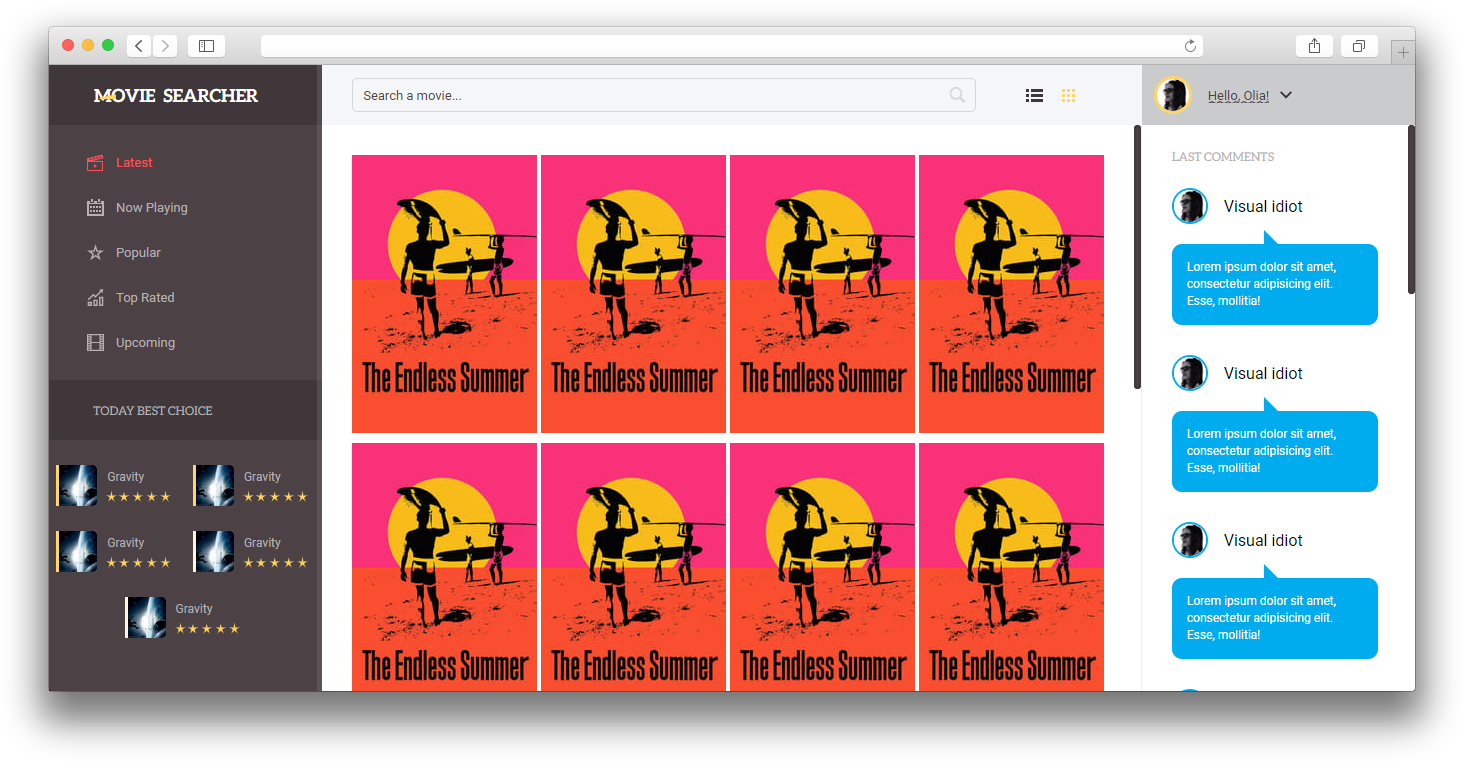 MOVIE SEARCHER
Search a movie...
Hello, Olia!
Latest
Now Playing
Popular
Top Rated
Upcoming
TODAY BEST CHOICE
Gravity
Gravity
Gravity
Gravity
Gravity
The Endless Summer
The Endless Summer
The Endless Summer
The Endless Summer
The Endless Summer
The Endless Summer
The Endless Summer
The Endless Summer
LAST COMMENTS
Visual idiot
Lorem ipsum dolor sit amet,
consectetur adipisicing elit.
Esse, mollitia!
Visual idiot
Lorem ipsum dolor sit amet,
consectetur adipisicing elit.
Esse, mollitia!
Visual idiot
Lorem ipsum dolor sit amet,
consectetur adipisicing elit.
Esse, mollitia!